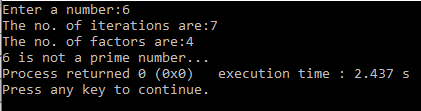 Enter a number:6
The no. of iterations are:7
The no. of factors are:4
6 is not a prime number...
Process returned 0 (0x0)   execution time : 2.437 s
Press any key to continue.